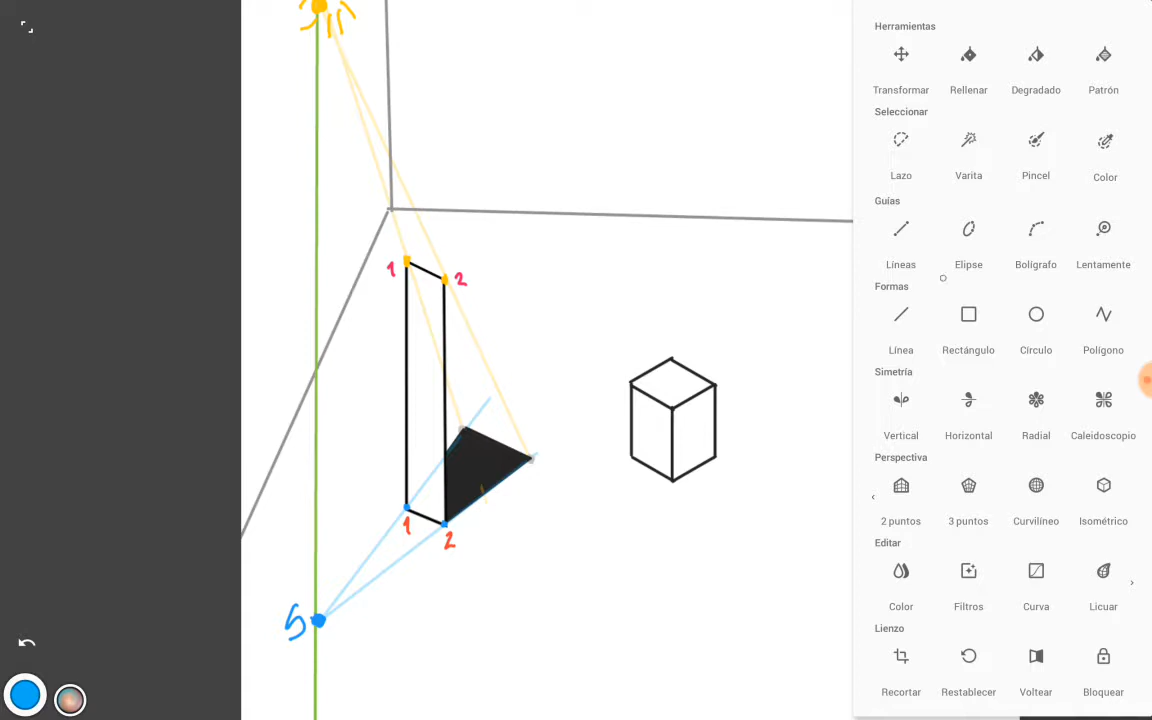 Herramientas
Transformar Rellenar Degradado Patrón
Seleccionar
Lazo Varita Pincel Color
Guías
Líneas Elipse Bolígrafo Lentamente
Formas
Línea Rectángulo Círculo Polígono
Simetría
Vertical Horizontal Radial Caleidoscopio
Perspectiva
2 puntos 3 puntos Curvilíneo Isométrico
Editar
Color Filtros Curva Licuar
Lienzo
Recortar Restablecer Voltear Bloquear
1 2
1 2
S